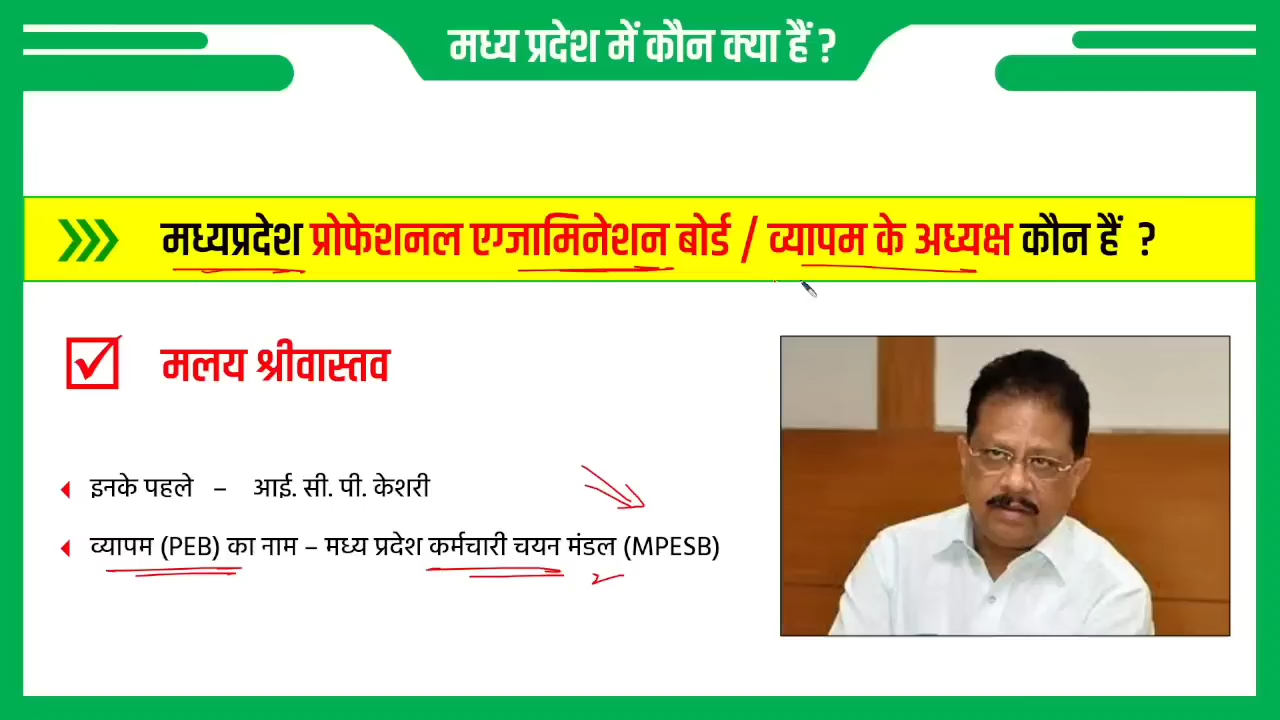 मध्य प्रदेश में कौन क्या हैं ?
मध्यप्रदेश प्रोफेशनल एग्जामिनेशन बोर्ड / व्यापम के अध्यक्ष कौन हैं ?
मलय श्रीवास्तव
इनके पहले – आई. सी. पी. केशरी
व्यापम (PEB) का नाम – मध्य प्रदेश कर्मचारी चयन मंडल (MPESB)